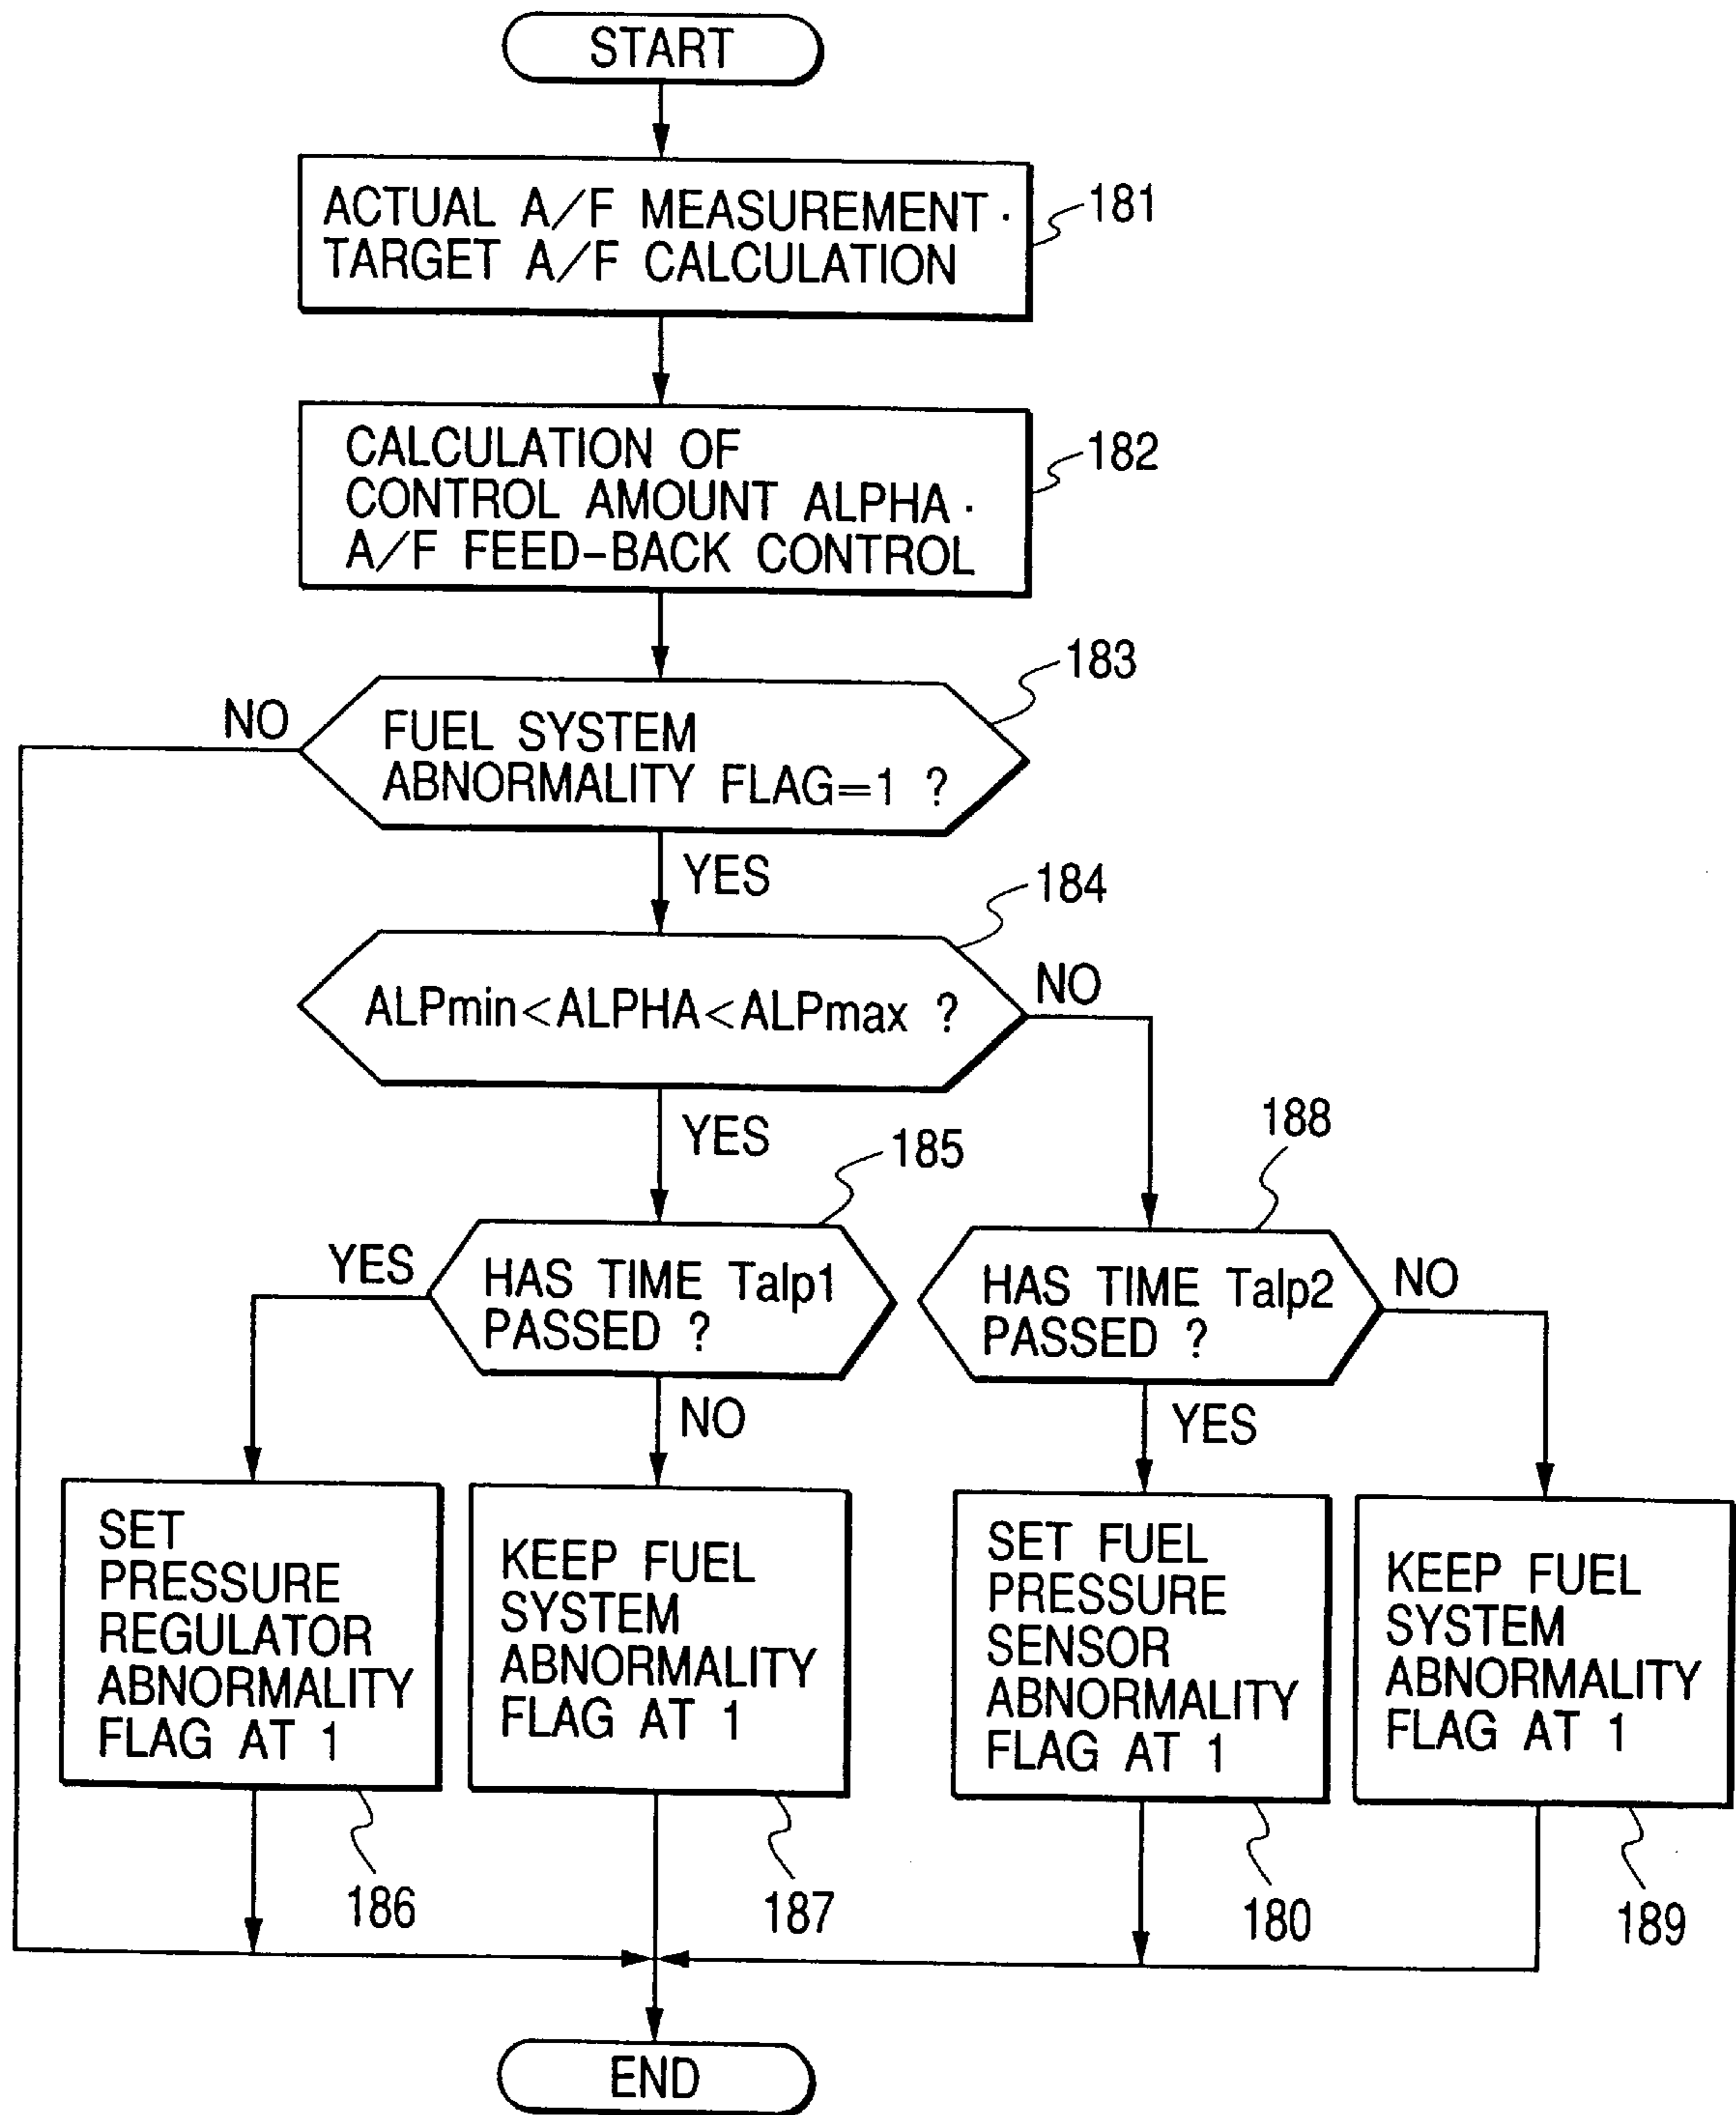 START
ACTUAL A/F MEASUREMENT ·
TARGET A/F CALCULATION
181
CALCULATION OF
CONTROL AMOUNT ALPHA ·
A/F FEED-BACK CONTROL
182
183
NO
FUEL SYSTEM
ABNORMALITY FLAG=1 ?
YES
184
ALPmin<ALPHA<ALPmax ?
NO
YES
185
188
YES
HAS TIME Talp1
PASSED ?
HAS TIME Talp2
PASSED ?
NO
NO
YES
SET
PRESSURE
REGULATOR
ABNORMALITY
FLAG AT 1
KEEP FUEL
SYSTEM
ABNORMALITY
FLAG AT 1
SET FUEL
PRESSURE
SENSOR
ABNORMALITY
FLAG AT 1
KEEP FUEL
SYSTEM
ABNORMALITY
FLAG AT 1
186
187
180
189
END